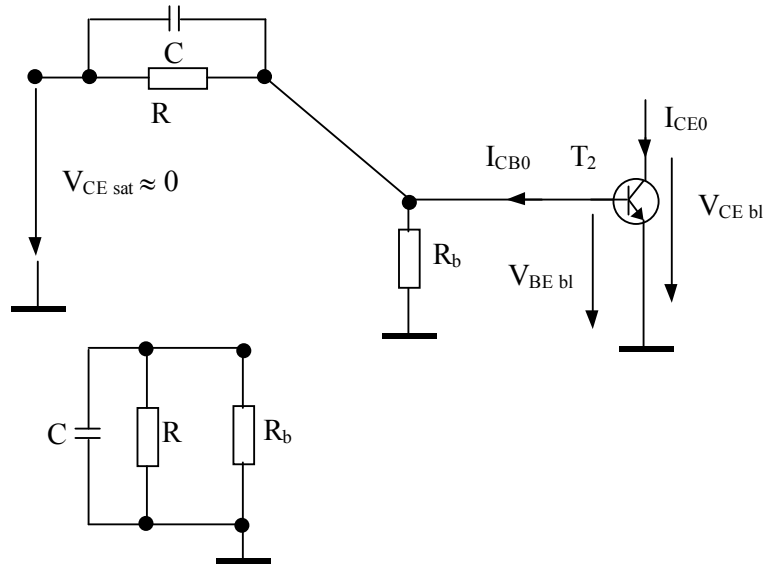 C
R
V_CE sat ≈ 0
I_CE0
I_CB0 T_2
V_CE bl
R_b
V_BE bl
C R R_b